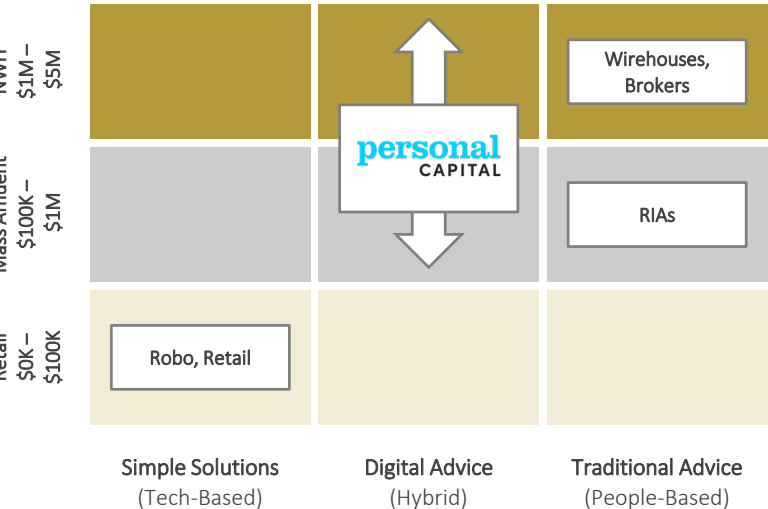 $1M –
$5M
Wirehouses,
Brokers
personal
CAPITAL
$100K –
$1M
RIAs
$0K –
$100K
Robo, Retail
Simple Solutions
(Tech-Based)
Digital Advice
(Hybrid)
Traditional Advice
(People-Based)